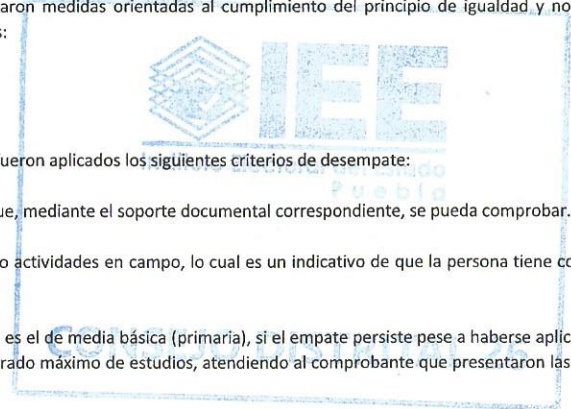 aron medidas orientadas al cumplimiento del principio de igualdad y no
s:
IEE
Instituto Electoral del Estado
Puebla
ueron aplicados los siguientes criterios de desempate:
ue, mediante el soporte documental correspondiente, se pueda comprobar.
o actividades en campo, lo cual es un indicativo de que la persona tiene co
es el de media básica (primaria), si el empate persiste pese a haberse aplic
CONSEJO DISTRITAL 26
rado máximo de estudios, atendiendo al comprobante que presentaron las